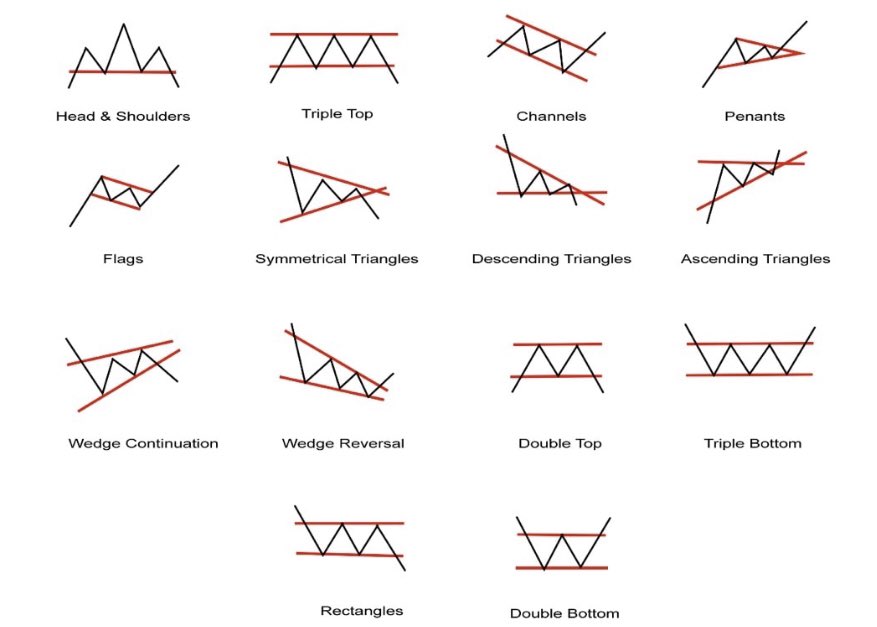 Head & Shoulders
Triple Top
Channels
Penants
Flags
Symmetrical Triangles
Descending Triangles
Ascending Triangles
Wedge Continuation
Wedge Reversal
Double Top
Triple Bottom
Rectangles
Double Bottom